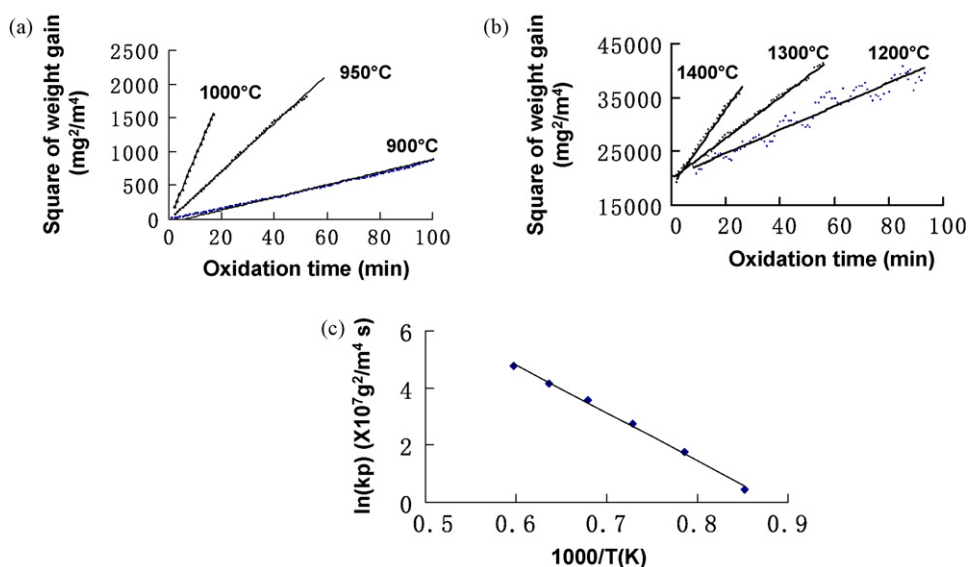 (a)
Square of weight gain
(mg²/m⁴)
2500
2000
1500
1000
500
0
1000°C
950°C
900°C
0 20 40 60 80 100
Oxidation time (min)
(b)
Square of weight gain
(mg²/m⁴)
45000
35000
25000
15000
1400°C
1300°C
1200°C
0 20 40 60 80 100
Oxidation time (min)
(c)
ln(kp) (X10⁷g²/m⁴ s)
6
4
2
0
0.5 0.6 0.7 0.8 0.9
1000/T(K)